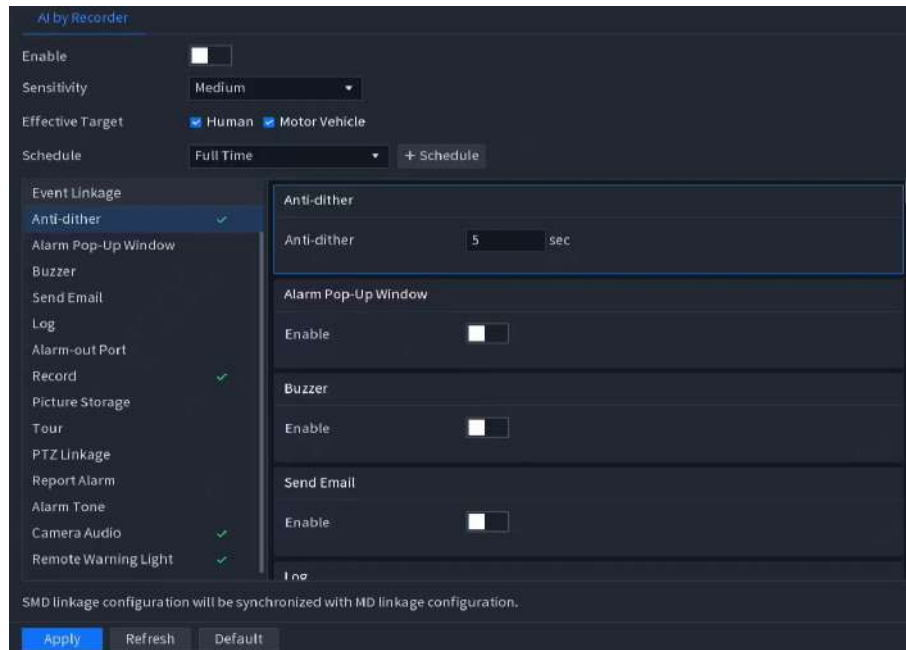 AI by Recorder
Enable
Sensitivity Medium
Effective Target Human Motor Vehicle
Schedule Full Time + Schedule
Event Linkage
Anti-dither
Alarm Pop-Up Window
Buzzer
Send Email
Log
Alarm-out Port
Record
Picture Storage
Tour
PTZ Linkage
Report Alarm
Alarm Tone
Camera Audio
Remote Warning Light
Anti-dither
Anti-dither 5 sec
Alarm Pop-Up Window
Enable
Buzzer
Enable
Send Email
Enable
Log
SMD linkage configuration will be synchronized with MD linkage configuration.
Apply Refresh Default